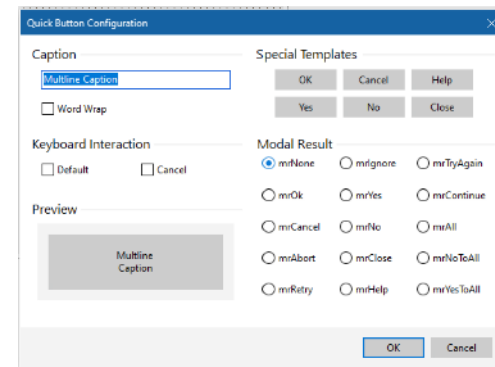 Quick Button Configuration
Caption
Multline Caption
Word Wrap
Keyboard Interaction
Default Cancel
Preview
Multline
Caption
Special Templates
OK Cancel Help
Yes No Close
Modal Result
mrNone mrIgnore mrTryAgain
mrOk mrYes mrContinue
mrCancel mrNo mrAll
mrAbort mrClose mrNoToAll
mrRetry mrHelp mrYesToAll
OK Cancel